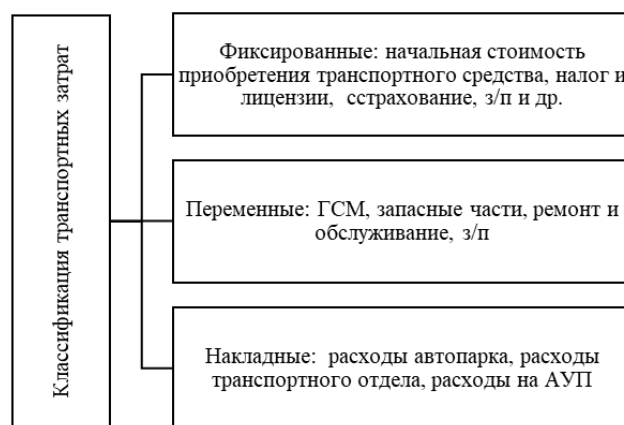 Классификация транспортных затрат
Фиксированные: начальная стоимость
приобретения транспортного средства, налог и
лицензии, сстрахование, з/п и др.
Переменные: ГСМ, запасные части, ремонт и
обслуживание, з/п
Накладные: расходы автопарка, расходы
транспортного отдела, расходы на АУП